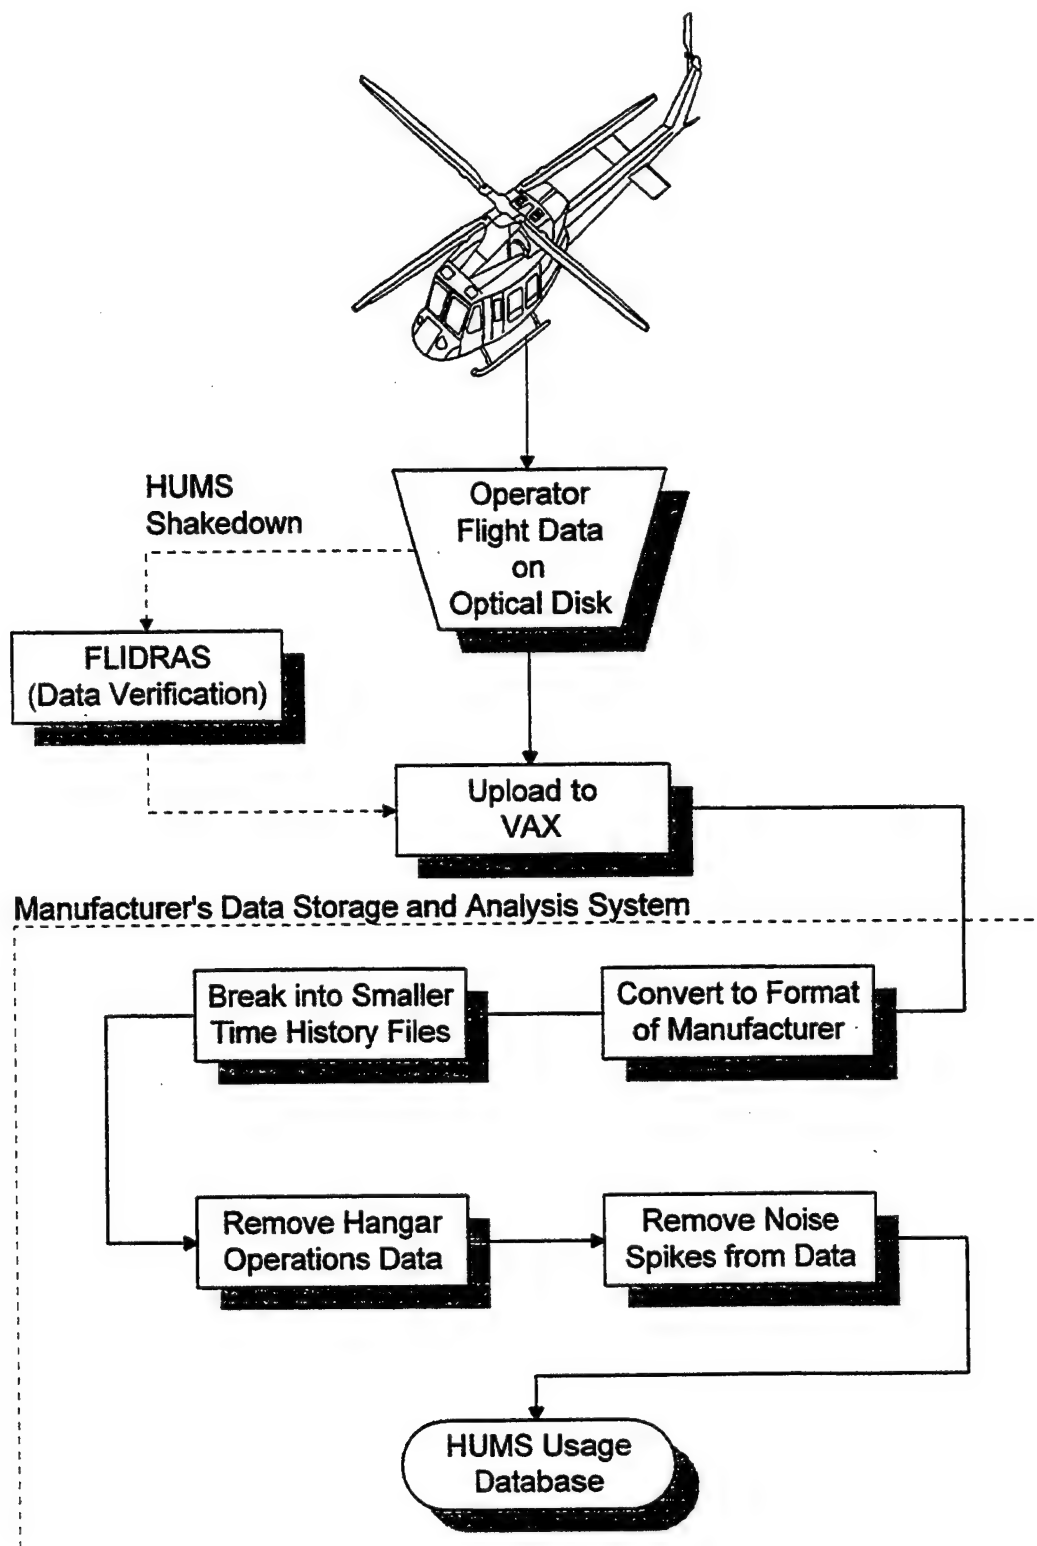 Operator
Flight Data
on
Optical Disk
HUMS
Shakedown
FLIDRAS
(Data Verification)
Upload to
VAX
Manufacturer's Data Storage and Analysis System
Convert to Format
of Manufacturer
Break into Smaller
Time History Files
Remove Hangar
Operations Data
Remove Noise
Spikes from Data
HUMS Usage
Database